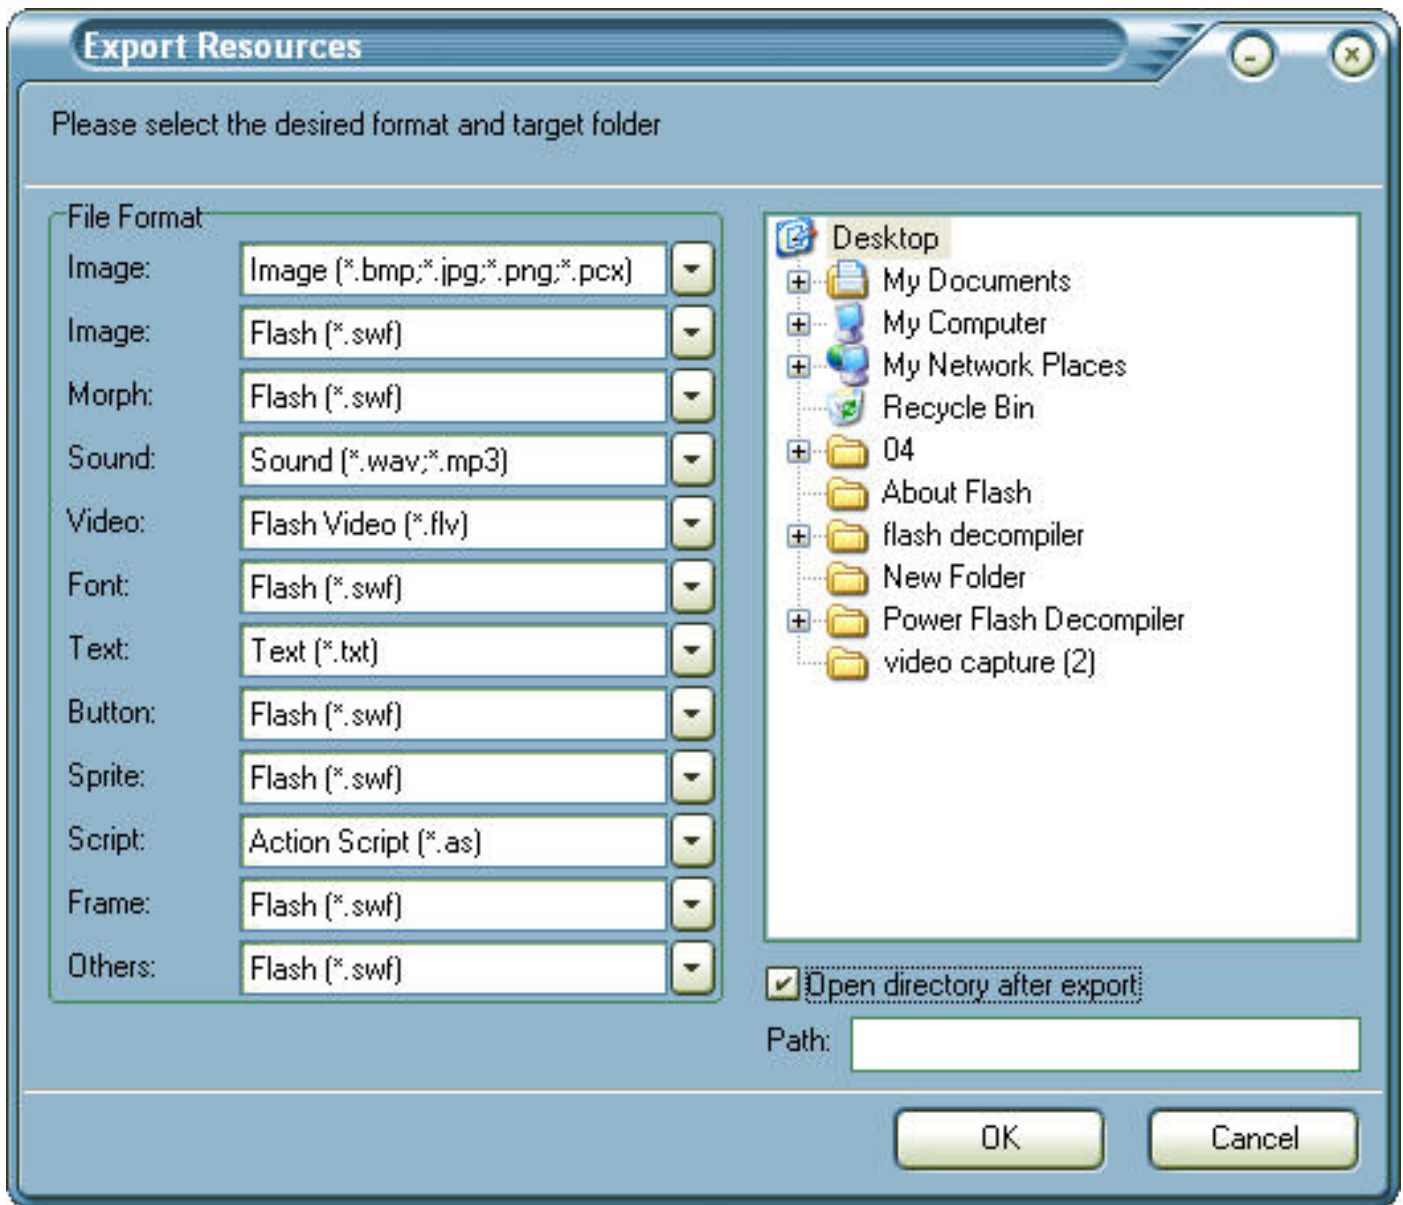 Export Resources
Please select the desired format and target folder
File Format
Image: Image (*.bmp;*.jpg;*.png;*.pcx)
Image: Flash (*.swf)
Morph: Flash (*.swf)
Sound: Sound (*.wav;*.mp3)
Video: Flash Video (*.flv)
Font: Flash (*.swf)
Text: Text (*.txt)
Button: Flash (*.swf)
Sprite: Flash (*.swf)
Script: Action Script (*.as)
Frame: Flash (*.swf)
Others: Flash (*.swf)
Desktop
My Documents
My Computer
My Network Places
Recycle Bin
04
About Flash
flash decompiler
New Folder
Power Flash Decompiler
video capture (2)
Open directory after export
Path:
OK Cancel